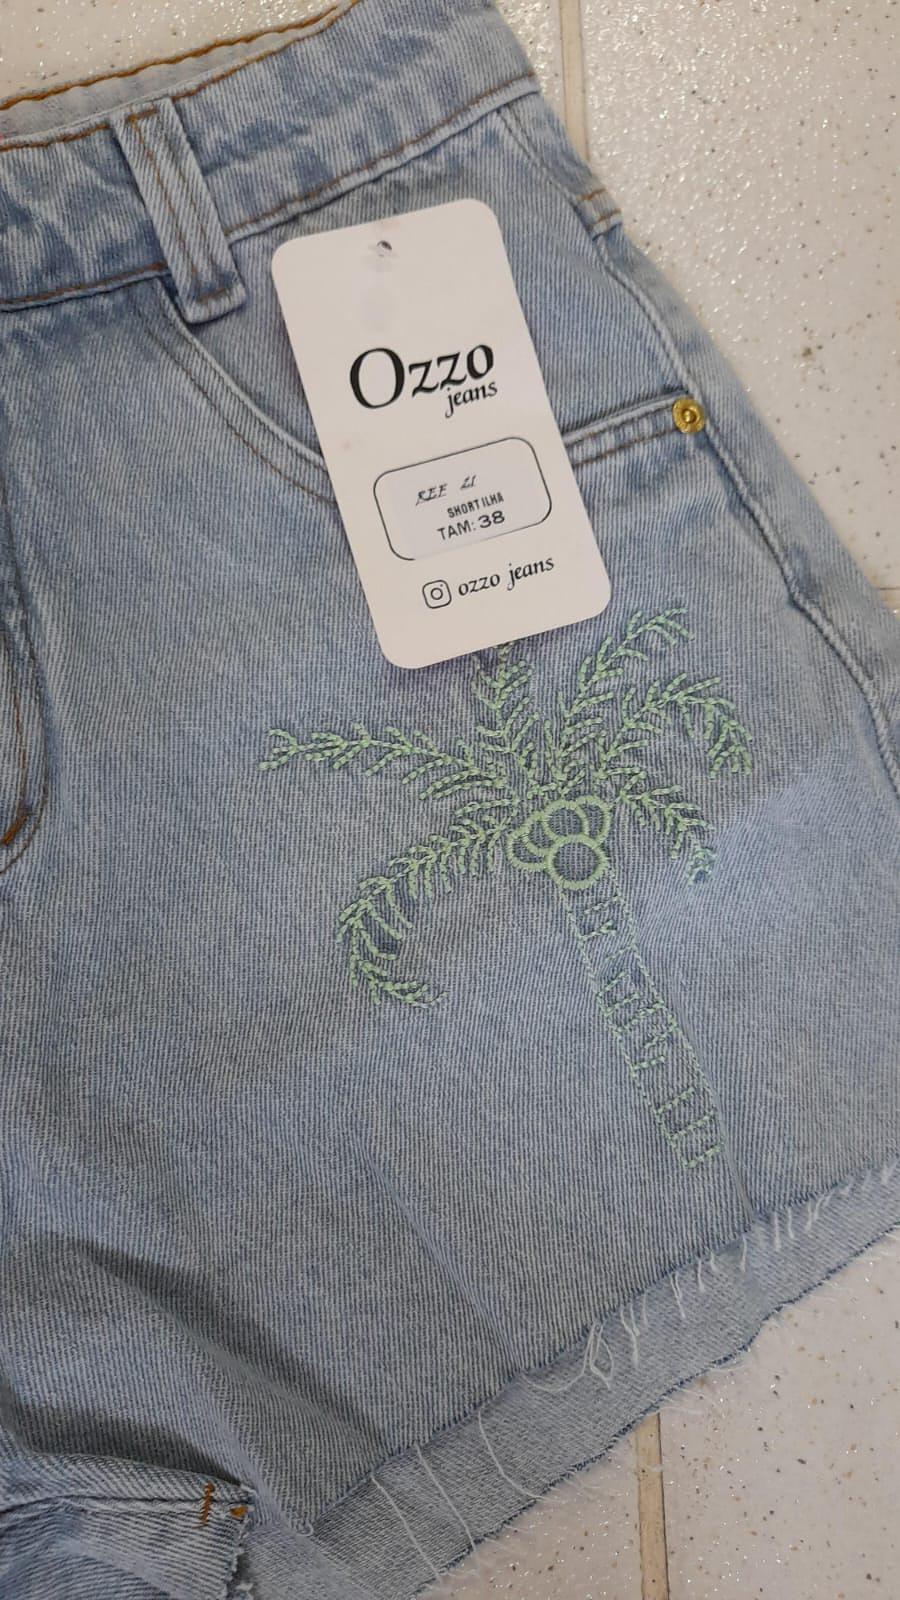 Ozzo
jeans
REF 21
SHORT ILHA
TAM: 38
ozzo jeans